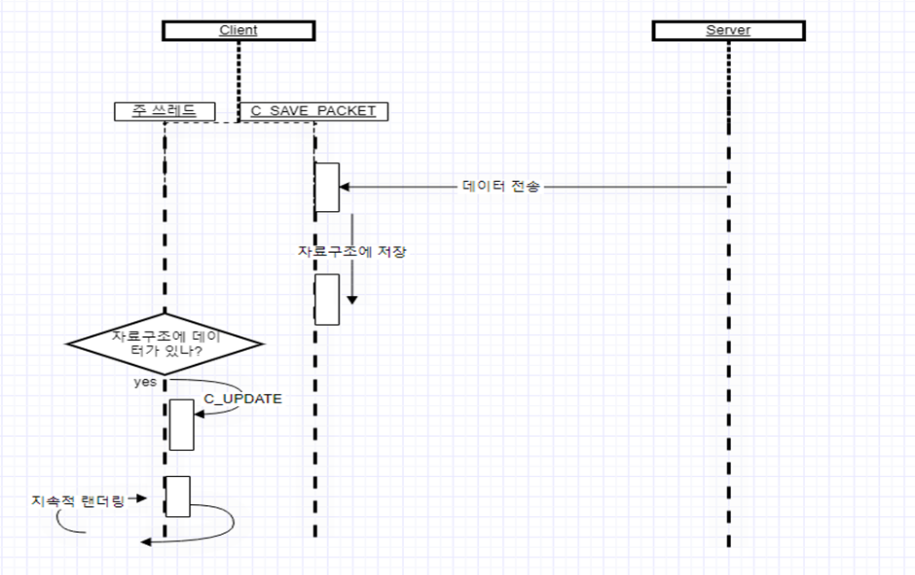 Client
Server
주 쓰레드
C_SAVE_PACKET
데이터 전송
자료구조에 저장
자료구조에 데이
터가 있나?
yes
C_UPDATE
지속적 랜더링